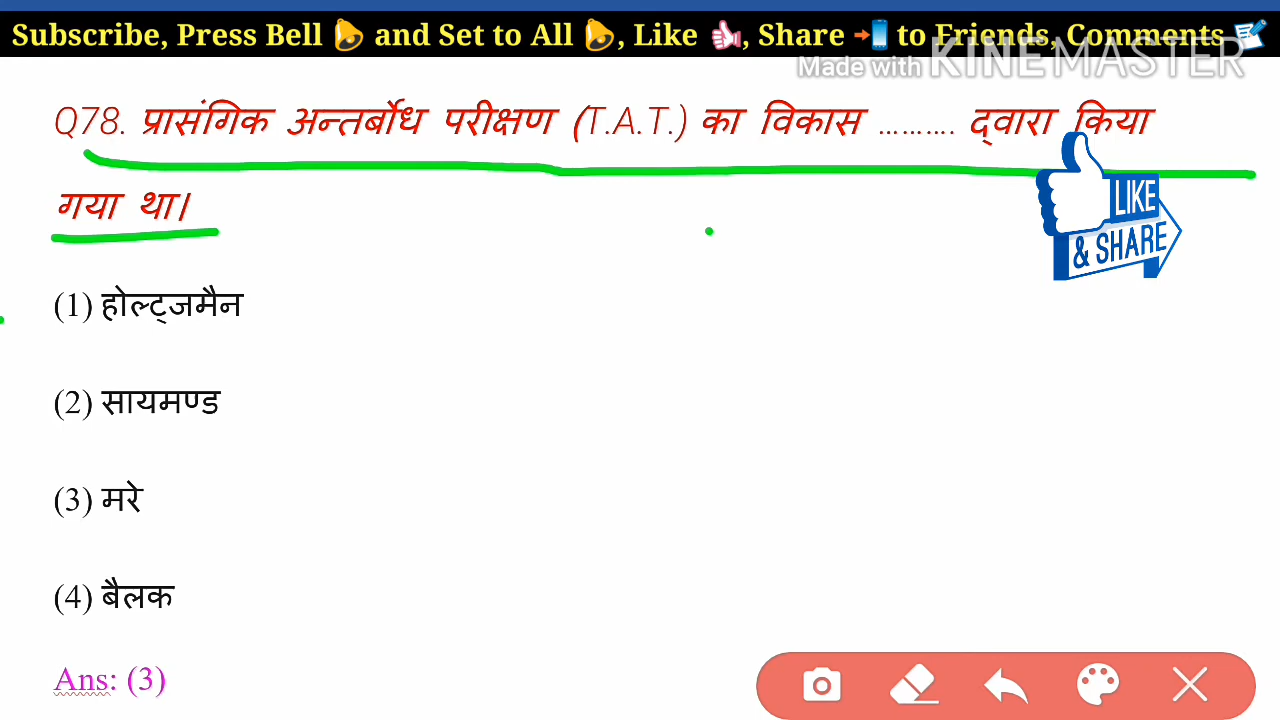 Subscribe, Press Bell 🔔 and Set to All 🔔, Like 👍, Share 📲 to Friends, Comments 📝
Made with KINEMASTER
Q78. प्रासंगिक अन्तर्बोध परीक्षण (T.A.T.) का विकास .......... द्वारा किया
गया था।
LIKE
& SHARE
(1) होल्ट्जमैन
(2) सायमण्ड
(3) मरे
(4) बैलक
Ans: (3)